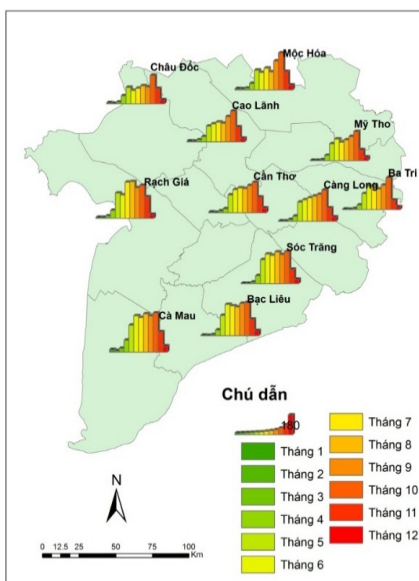 Mộc Hóa
Châu Đốc
Cao Lãnh
Mỹ Tho
Ba Tri
Rạch Giá
Cần Thơ
Càng Long
Sóc Trăng
Bạc Liêu
Cà Mau
Chú dẫn
180
Tháng 1
Tháng 2
Tháng 3
Tháng 4
Tháng 5
Tháng 6
Tháng 7
Tháng 8
Tháng 9
Tháng 10
Tháng 11
Tháng 12
N
0 12.5 25 50 75 100
Km